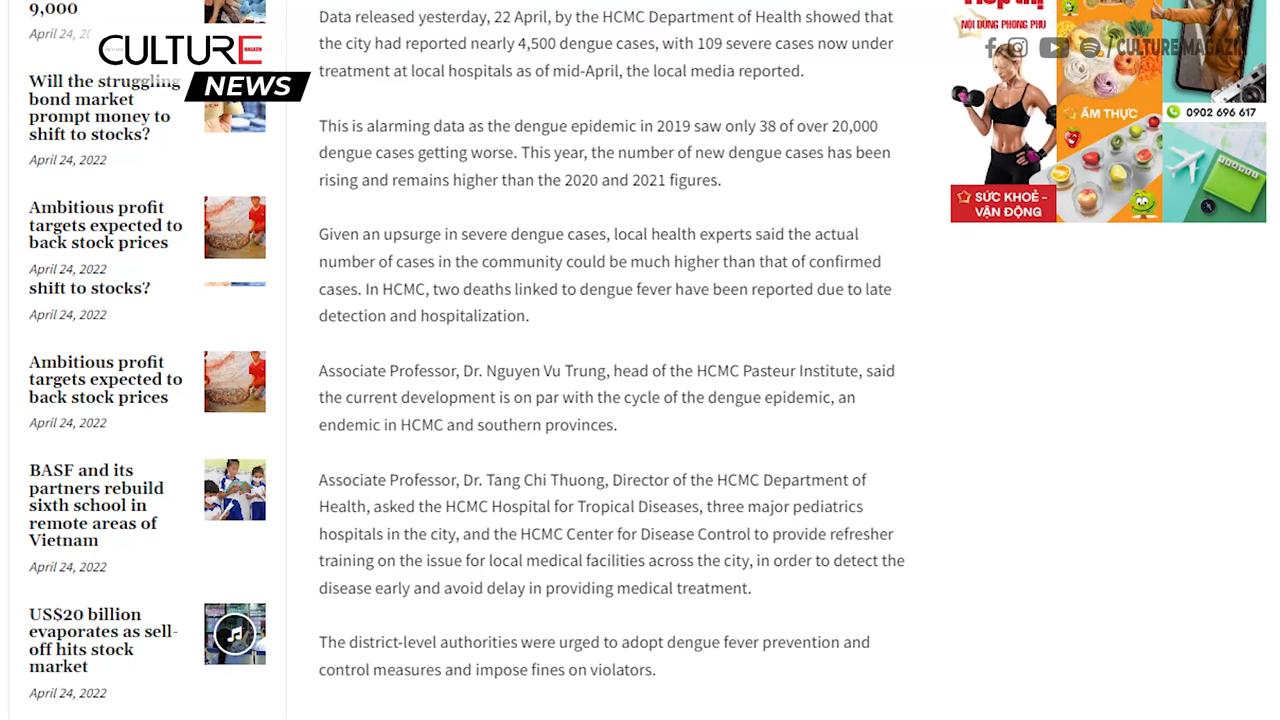 9,000
April 24, 20
CULTURE
MAGAZIN
NEWS
Will the struggling
bond market
prompt money to
shift to stocks?
April 24, 2022
Ambitious profit
targets expected to
back stock prices
April 24, 2022
shift to stocks?
April 24, 2022
Ambitious profit
targets expected to
back stock prices
April 24, 2022
BASF and its
partners rebuild
sixth school in
remote areas of
Vietnam
April 24, 2022
US$20 billion
evaporates as sell-
off hits stock
market
April 24, 2022
Data released yesterday, 22 April, by the HCMC Department of Health showed that
the city had reported nearly 4,500 dengue cases, with 109 severe cases now under
treatment at local hospitals as of mid-April, the local media reported.
This is alarming data as the dengue epidemic in 2019 saw only 38 of over 20,000
dengue cases getting worse. This year, the number of new dengue cases has been
rising and remains higher than the 2020 and 2021 figures.
Given an upsurge in severe dengue cases, local health experts said the actual
number of cases in the community could be much higher than that of confirmed
cases. In HCMC, two deaths linked to dengue fever have been reported due to late
detection and hospitalization.
Associate Professor, Dr. Nguyen Vu Trung, head of the HCMC Pasteur Institute, said
the current development is on par with the cycle of the dengue epidemic, an
endemic in HCMC and southern provinces.
Associate Professor, Dr. Tang Chi Thuong, Director of the HCMC Department of
Health, asked the HCMC Hospital for Tropical Diseases, three major pediatrics
hospitals in the city, and the HCMC Center for Disease Control to provide refresher
training on the issue for local medical facilities across the city, in order to detect the
disease early and avoid delay in providing medical treatment.
The district-level authorities were urged to adopt dengue fever prevention and
control measures and impose fines on violators.
NỘI DUNG PHONG PHÚ
/ CULTURE MAGAZIN
ẨM THỰC
0902 696 617
SỨC KHOẺ -
VẬN ĐỘNG